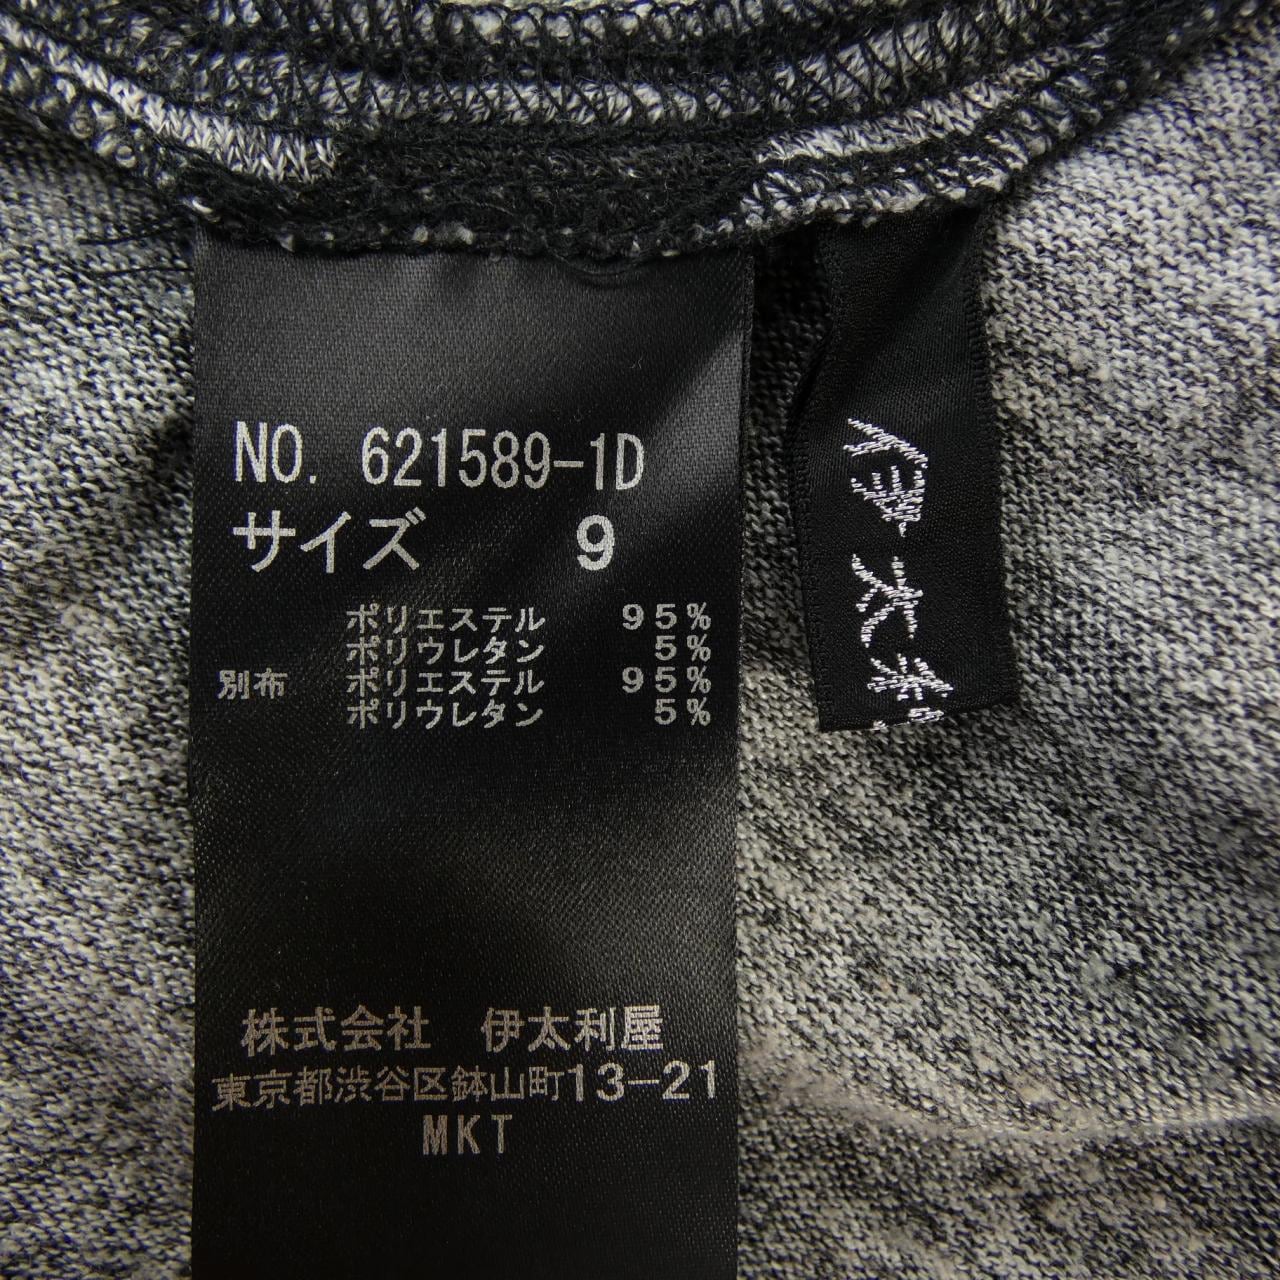 NO. 621589-1D
サイズ 9
ポリエステル 95%
ポリウレタン 5%
別布 ポリエステル 95%
ポリウレタン 5%
株式会社 伊太利屋
東京都渋谷区鉢山町13-21
MKT
伊太利